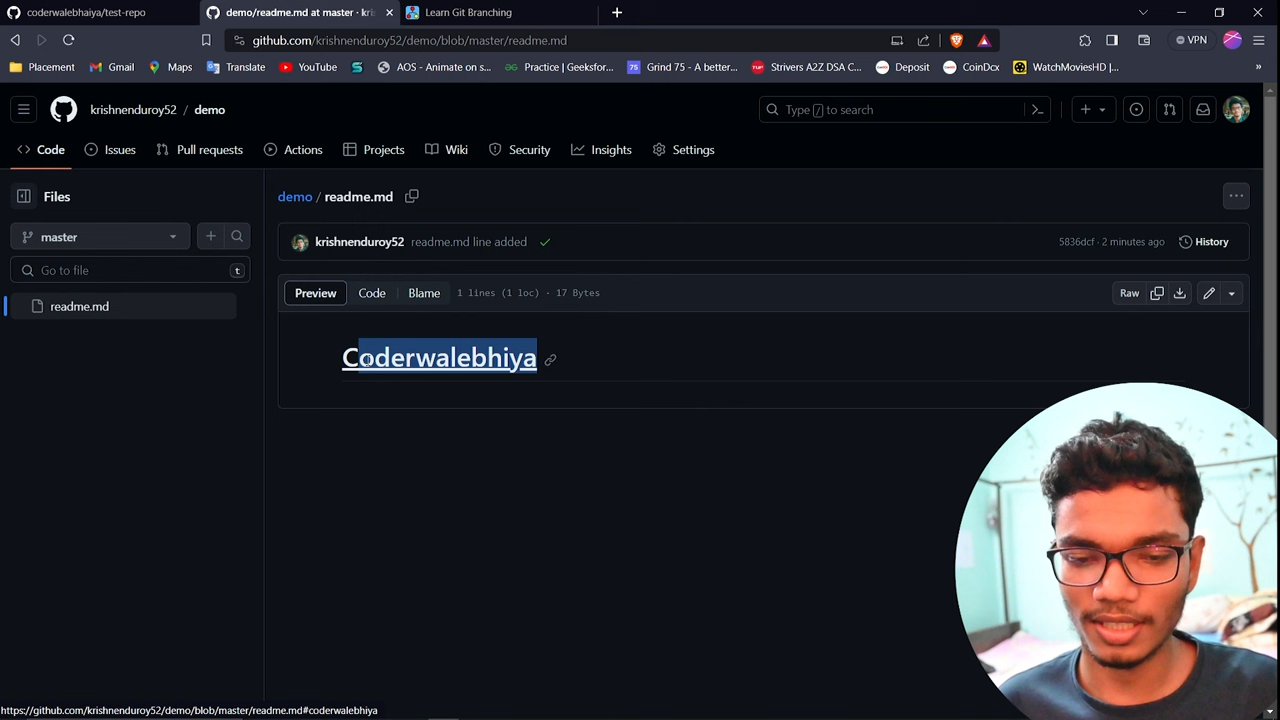 coderwalebhaiya/test-repo
demo/readme.md at master · kris
Learn Git Branching
github.com/krishnenduroy52/demo/blob/master/readme.md
VPN
Placement
Gmail
Maps
Translate
YouTube
AOS - Animate on s...
Practice | Geeksfor...
Grind 75 - A better...
Strivers A2Z DSA C...
Deposit
CoinDcx
WatchMoviesHD |...
krishnenduroy52 / demo
Type / to search
Code
Issues
Pull requests
Actions
Projects
Wiki
Security
Insights
Settings
Files
demo / readme.md
master
krishnenduroy52 readme.md line added
5836dcf · 2 minutes ago
History
Go to file
t
readme.md
Preview
Code
Blame
1 lines (1 loc) · 17 Bytes
Raw
Coderwalebhiya
https://github.com/krishnenduroy52/demo/blob/master/readme.md#coderwalebhiya